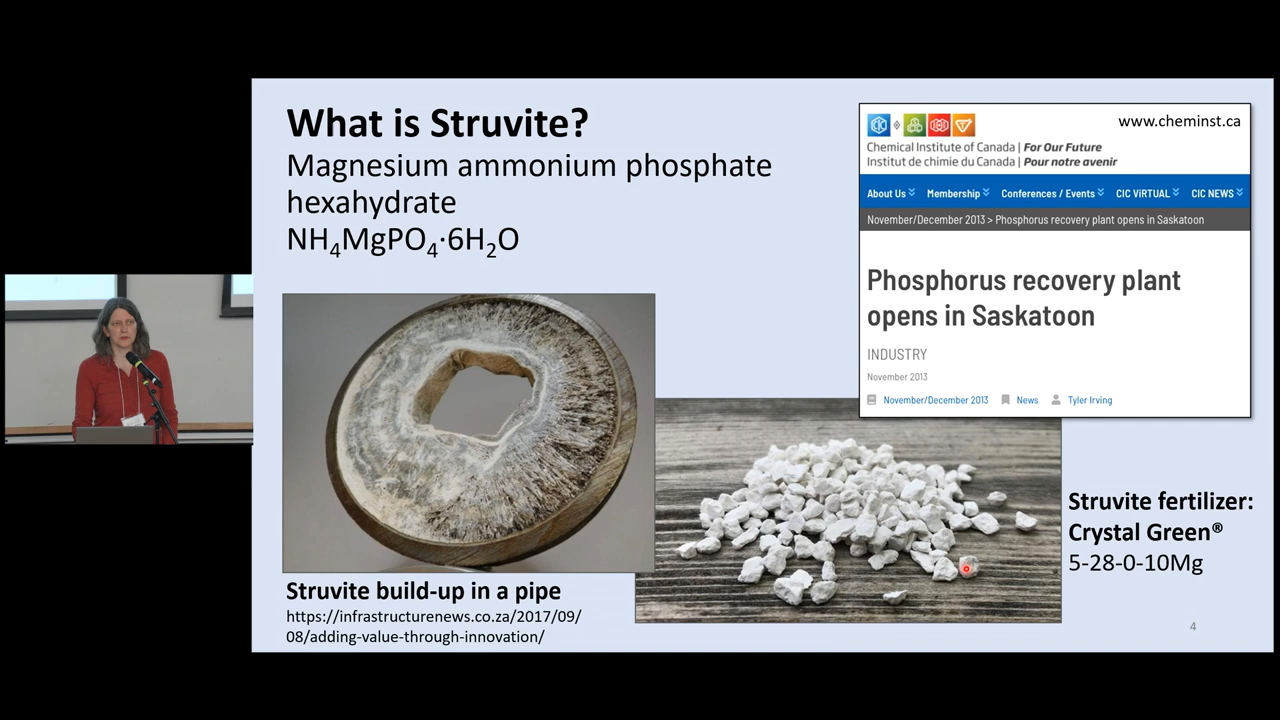 What is Struvite?
Magnesium ammonium phosphate
hexahydrate
NH₄MgPO₄·6H₂O
www.cheminst.ca
Chemical Institute of Canada | For Our Future
Institut de chimie du Canada | Pour notre avenir
About Us Membership Conferences / Events CIC ViRTUAL CIC NEWS
November/December 2013 > Phosphorus recovery plant opens in Saskatoon
Phosphorus recovery plant
opens in Saskatoon
INDUSTRY
November 2013
November/December 2013 News Tyler Irving
Struvite build-up in a pipe
https://infrastructurenews.co.za/2017/09/
08/adding-value-through-innovation/
Struvite fertilizer:
Crystal Green®
5-28-0-10Mg
4